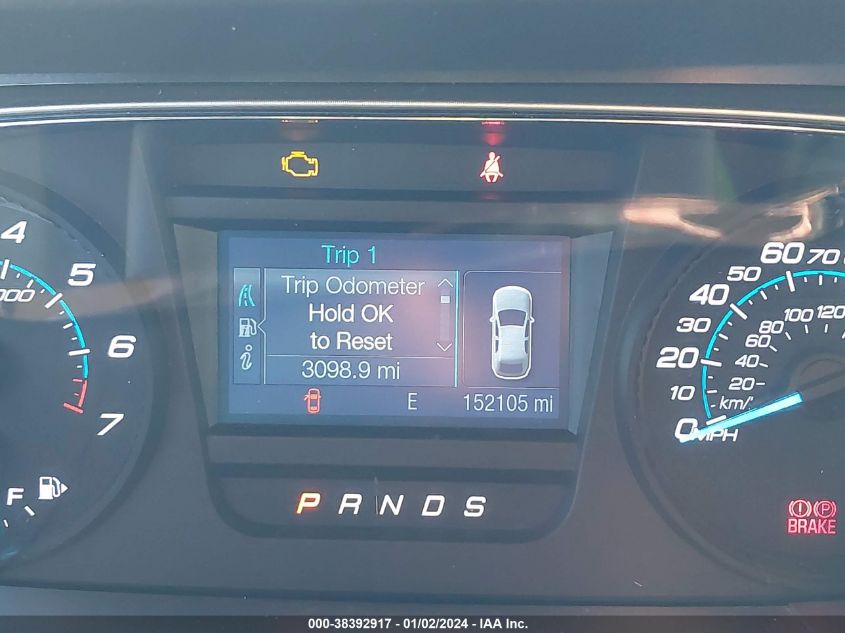 Trip 1
Trip Odometer
Hold OK
to Reset
3098.9 mi
E
152105 mi
P R N D S
4
5
6
7
F
0
10
20
30
40
50
60
70
20
40
60
80
100
120
km/
MPH
BRAKE
000-38392917 / 01/02/2024 - IAA Inc.